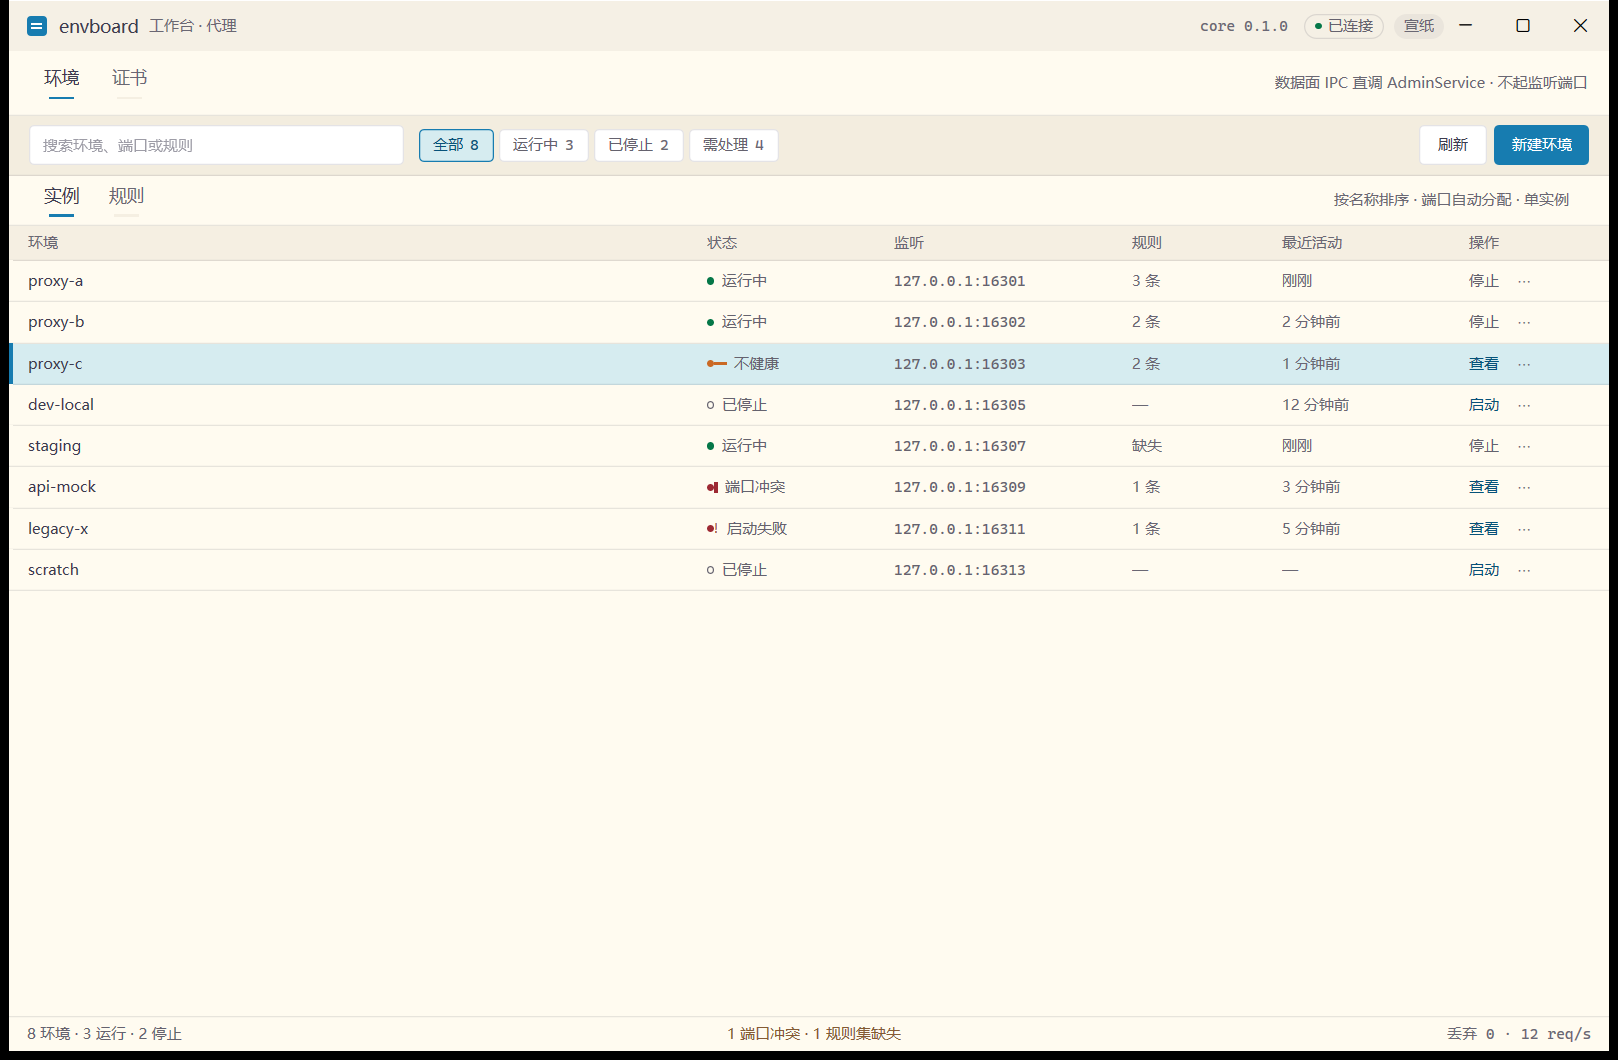 envboard 工作台 · 代理 core 0.1.0 已连接 宣纸
环境 证书 数据面 IPC 直调 AdminService · 不起监听端口
搜索环境、端口或规则 全部 8 运行中 3 已停止 2 需处理 4 刷新 新建环境
实例 规则 按名称排序 · 端口自动分配 · 单实例
环境 状态 监听 规则 最近活动 操作
proxy-a 运行中 127.0.0.1:16301 3 条 刚刚 停止 ···
proxy-b 运行中 127.0.0.1:16302 2 条 2 分钟前 停止 ···
proxy-c 不健康 127.0.0.1:16303 2 条 1 分钟前 查看 ···
dev-local 已停止 127.0.0.1:16305 — 12 分钟前 启动 ···
staging 运行中 127.0.0.1:16307 缺失 刚刚 停止 ···
api-mock 端口冲突 127.0.0.1:16309 1 条 3 分钟前 查看 ···
legacy-x ! 启动失败 127.0.0.1:16311 1 条 5 分钟前 查看 ···
scratch 已停止 127.0.0.1:16313 — — 启动 ···
8 环境 · 3 运行 · 2 停止 1 端口冲突 · 1 规则集缺失 丢弃 0 · 12 req/s